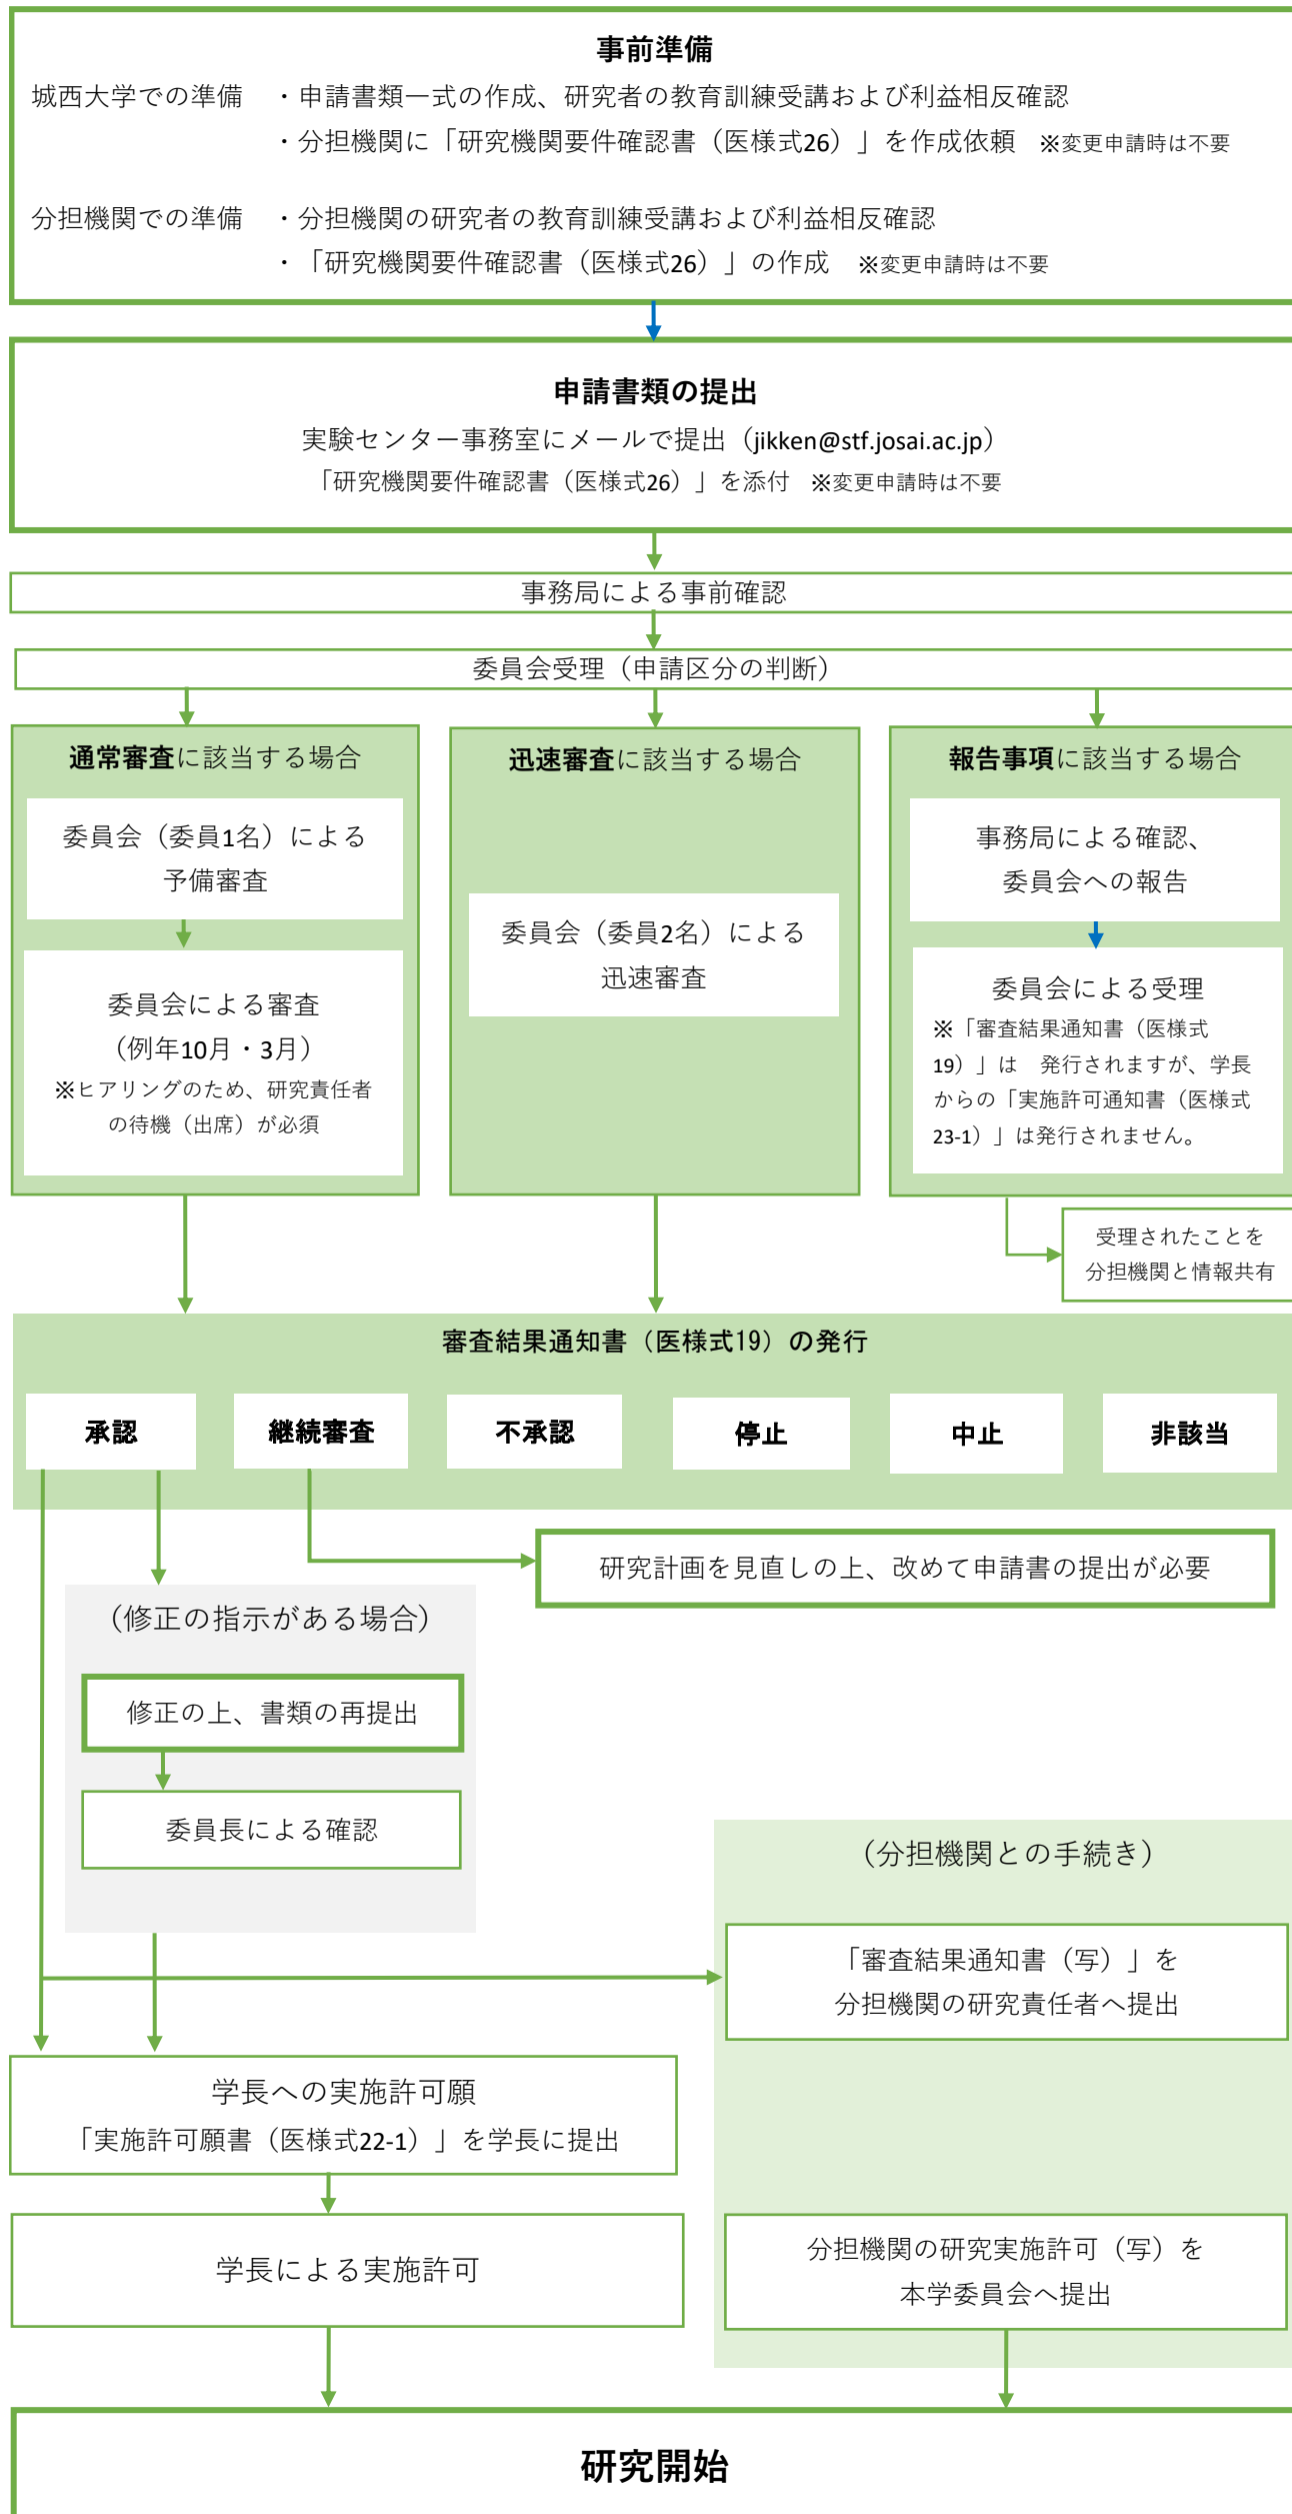 事前準備
城西大学での準備　・申請書類一式の作成、研究者の教育訓練受講および利益相反確認
・分担機関に「研究機関要件確認書（医様式26）」を作成依頼　※変更申請時は不要
分担機関での準備　・分担機関の研究者の教育訓練受講および利益相反確認
・「研究機関要件確認書（医様式26）」の作成　※変更申請時は不要
申請書類の提出
実験センター事務室にメールで提出（jikken@stf.josai.ac.jp）
「研究機関要件確認書（医様式26）」を添付　※変更申請時は不要
事務局による事前確認
委員会受理（申請区分の判断）
通常審査に該当する場合
委員会（委員1名）による
予備審査
委員会による審査
（例年10月・3月）
※ヒアリングのため、研究責任者
の待機（出席）が必須
迅速審査に該当する場合
委員会（委員2名）による
迅速審査
報告事項に該当する場合
事務局による確認、
委員会への報告
委員会による受理
※「審査結果通知書（医様式
19）」は　発行されますが、学長
からの「実施許可通知書（医様式
23-1）」は発行されません。
受理されたことを
分担機関と情報共有
審査結果通知書（医様式19）の発行
承認
継続審査
不承認
停止
中止
非該当
研究計画を見直しの上、改めて申請書の提出が必要
（修正の指示がある場合）
修正の上、書類の再提出
委員長による確認
（分担機関との手続き）
「審査結果通知書（写）」を
分担機関の研究責任者へ提出
学長への実施許可願
「実施許可願書（医様式22-1）」を学長に提出
学長による実施許可
分担機関の研究実施許可（写）を
本学委員会へ提出
研究開始